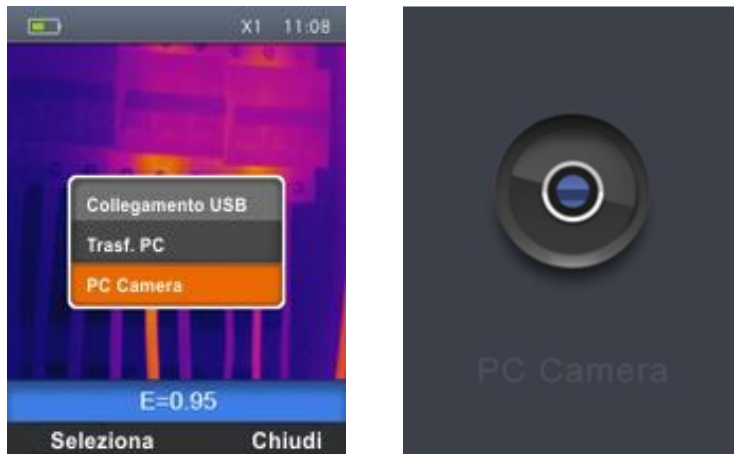 X1 11:08
Collegamento USB
Trasf. PC
PC Camera
E=0.95
Seleziona Chiudi
PC Camera